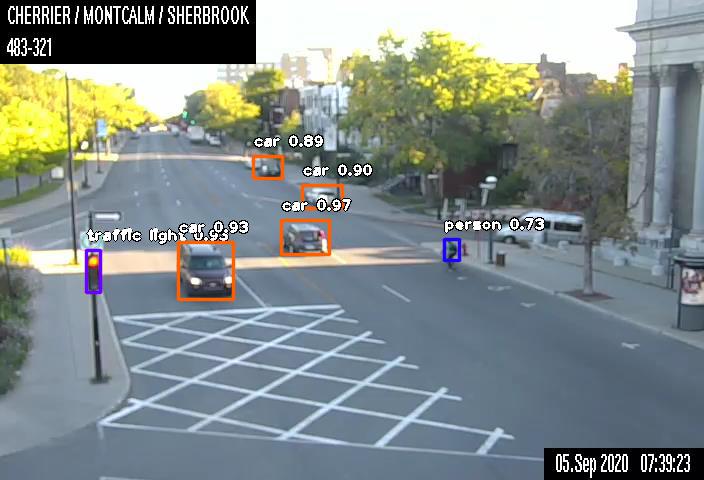 CHERRIER / MONTCALM / SHERBROOK
483-321
car 0.89
car 0.90
car 0.97
person 0.73
car 0.93
traffic light 0.93
05.Sep 2020 07:39:23